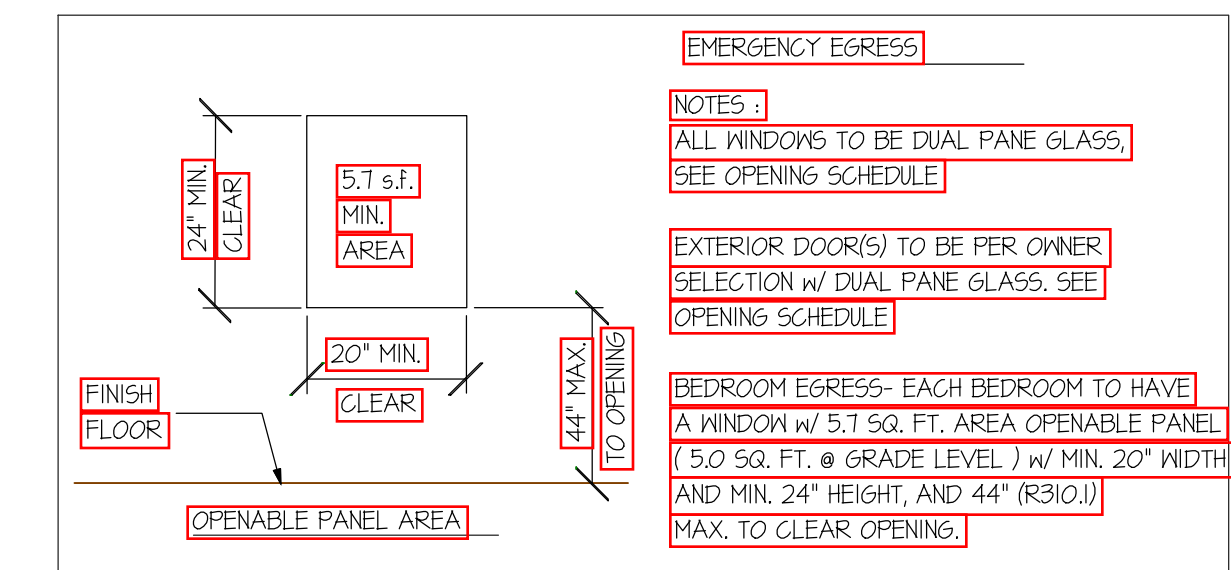 EMERGENCY EGRESS
NOTES :
ALL WINDOWS TO BE DUAL PANE GLASS,
SEE OPENING SCHEDULE
EXTERIOR DOOR(S) TO BE PER OWNER
SELECTION w/ DUAL PANE GLASS. SEE
OPENING SCHEDULE
BEDROOM EGRESS- EACH BEDROOM TO HAVE
A WINDOW w/ 5.7 SQ. FT. AREA OPENABLE PANEL
( 5.0 SQ. FT. @ GRADE LEVEL ) w/ MIN. 20" WIDTH
AND MIN. 24" HEIGHT, AND 44" (R310.1)
MAX. TO CLEAR OPENING.
24" MIN.
CLEAR
5.7 s.f.
MIN.
AREA
20" MIN.
CLEAR
44" MAX.
TO OPENING
FINISH
FLOOR
OPENABLE PANEL AREA